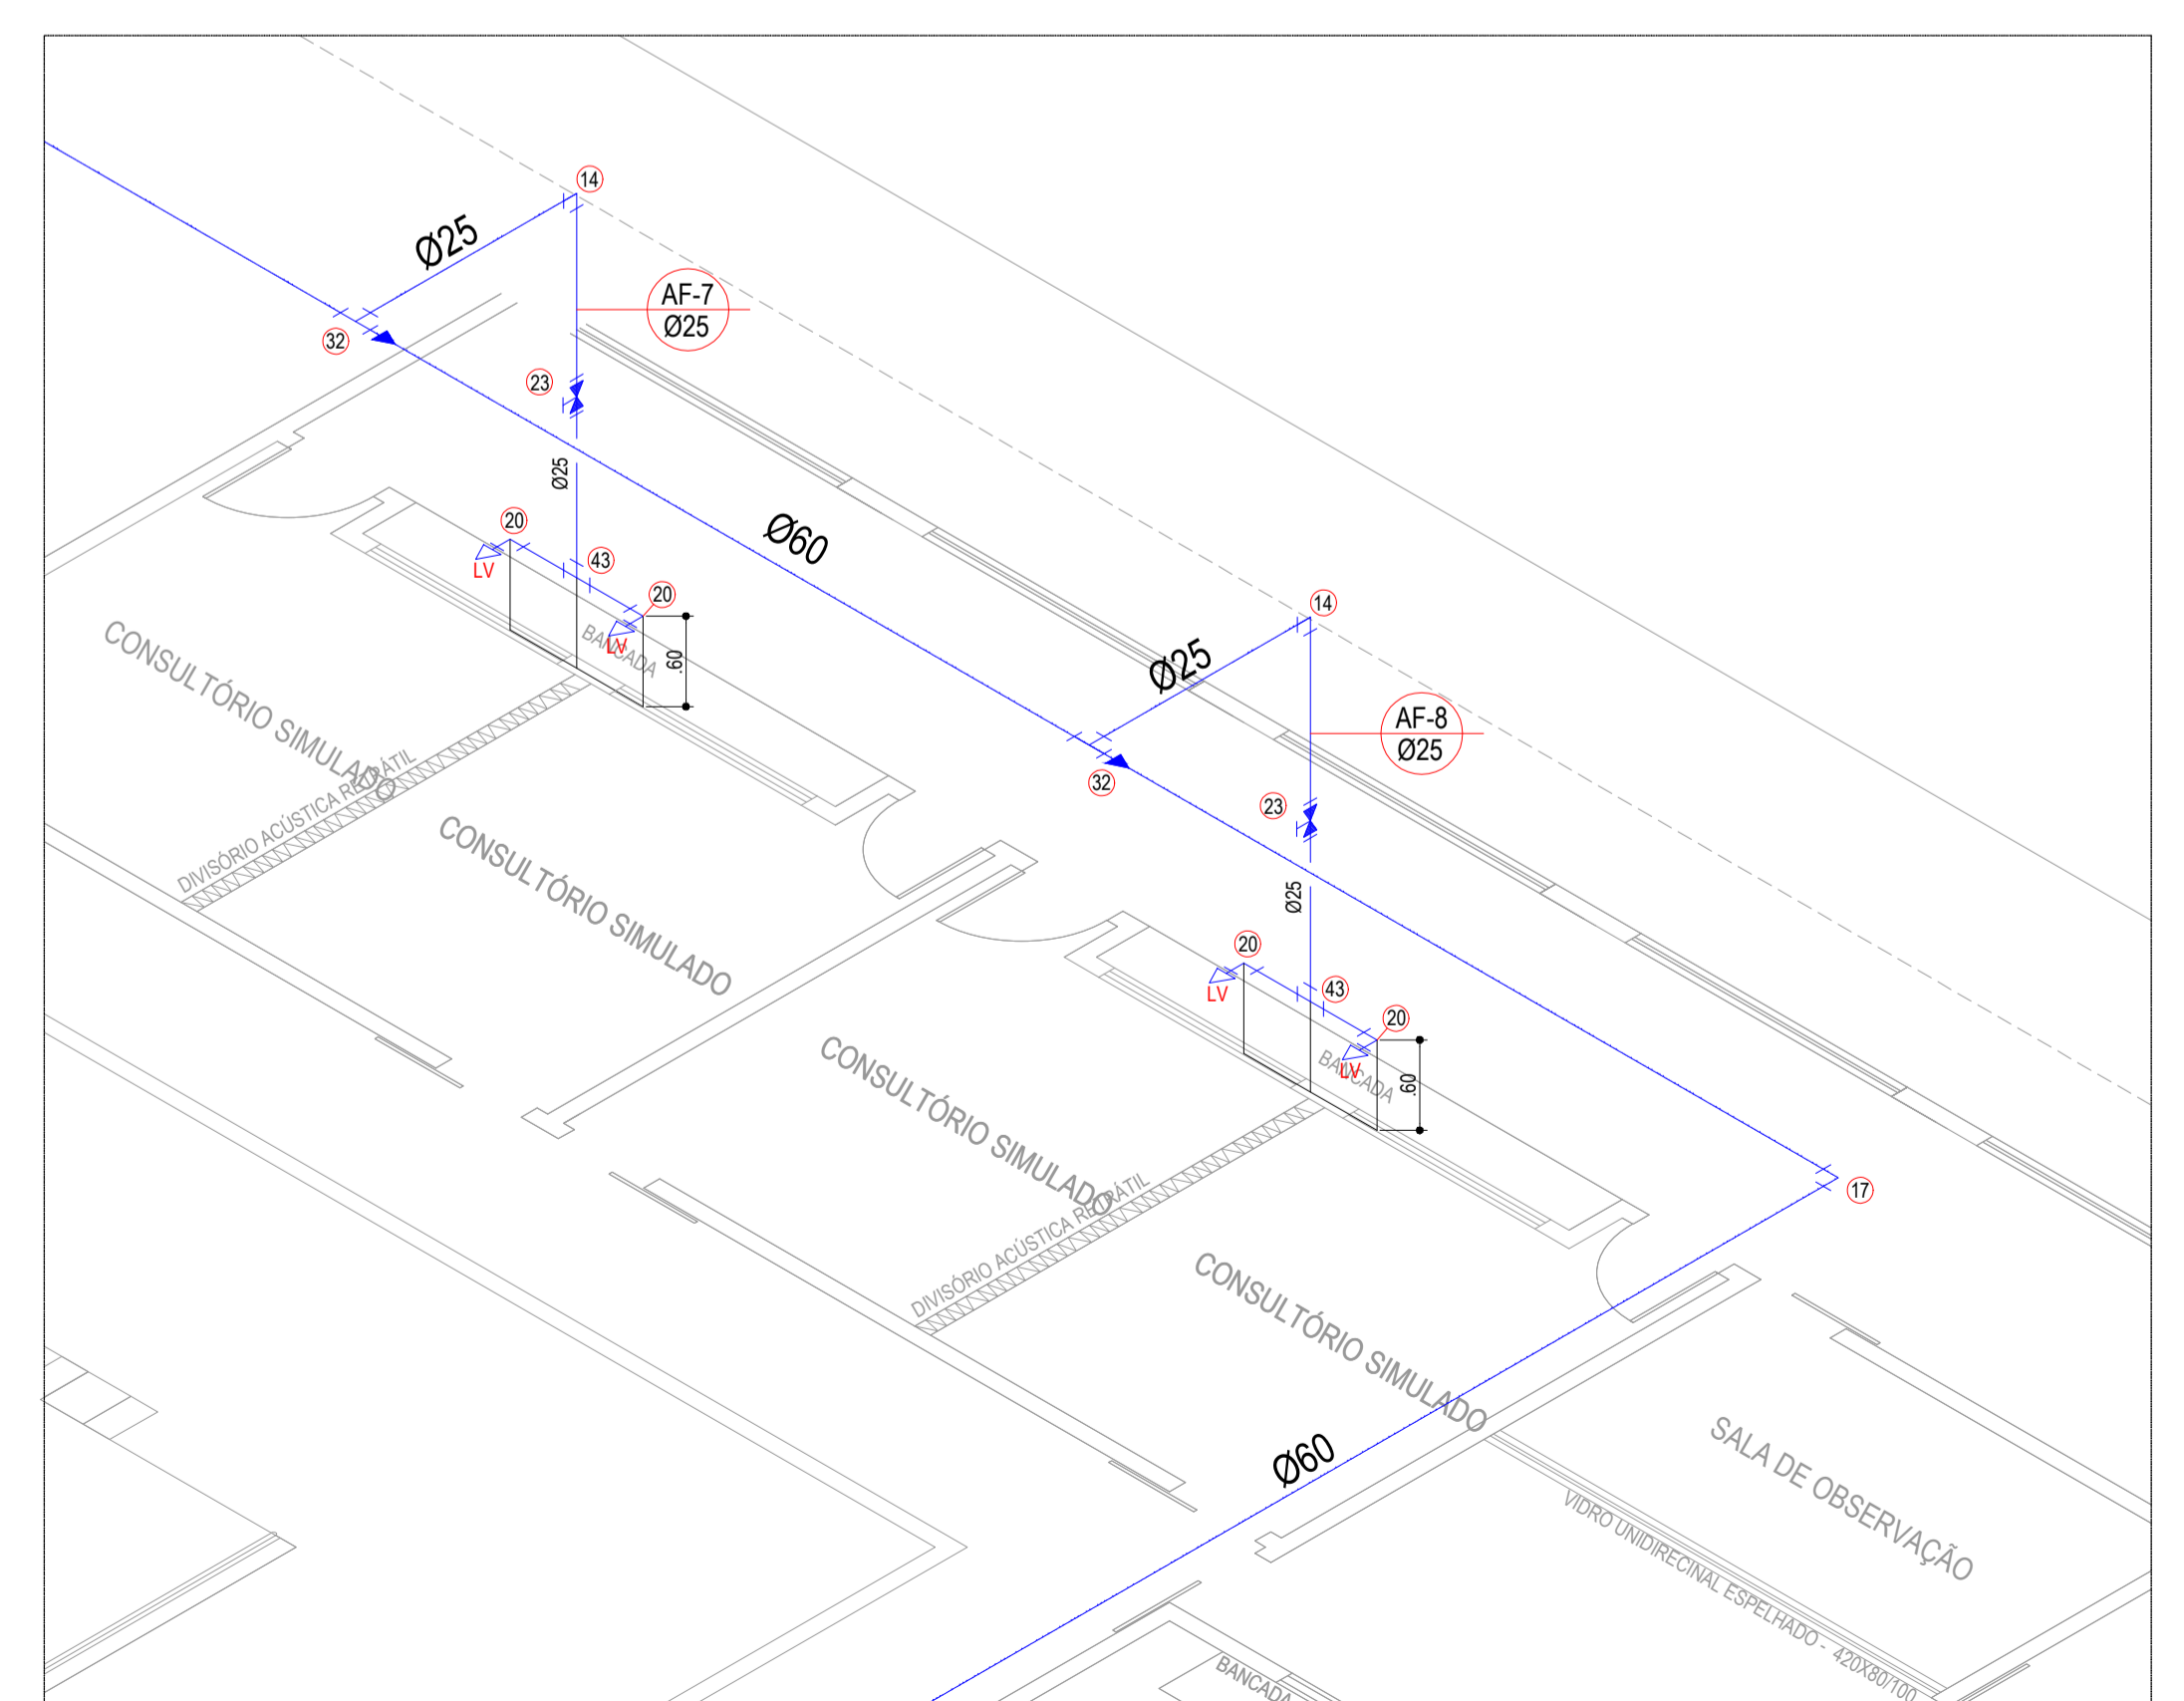 14
Ø25
AF-7
Ø25
32
23
Ø25
20
LV
43
20
LV
BANCADA
.60
Ø60
14
Ø25
AF-8
Ø25
32
23
Ø25
20
LV
43
20
LV
BANCADA
.60
17
Ø60
CONSULTÓRIO SIMULADO
DIVISÓRIO ACÚSTICA RETRÁTIL
CONSULTÓRIO SIMULADO
CONSULTÓRIO SIMULADO
DIVISÓRIO ACÚSTICA RETRÁTIL
CONSULTÓRIO SIMULADO
SALA DE OBSERVAÇÃO
VIDRO UNIDIRECINAL ESPELHADO - 420X80/100
BANCADA